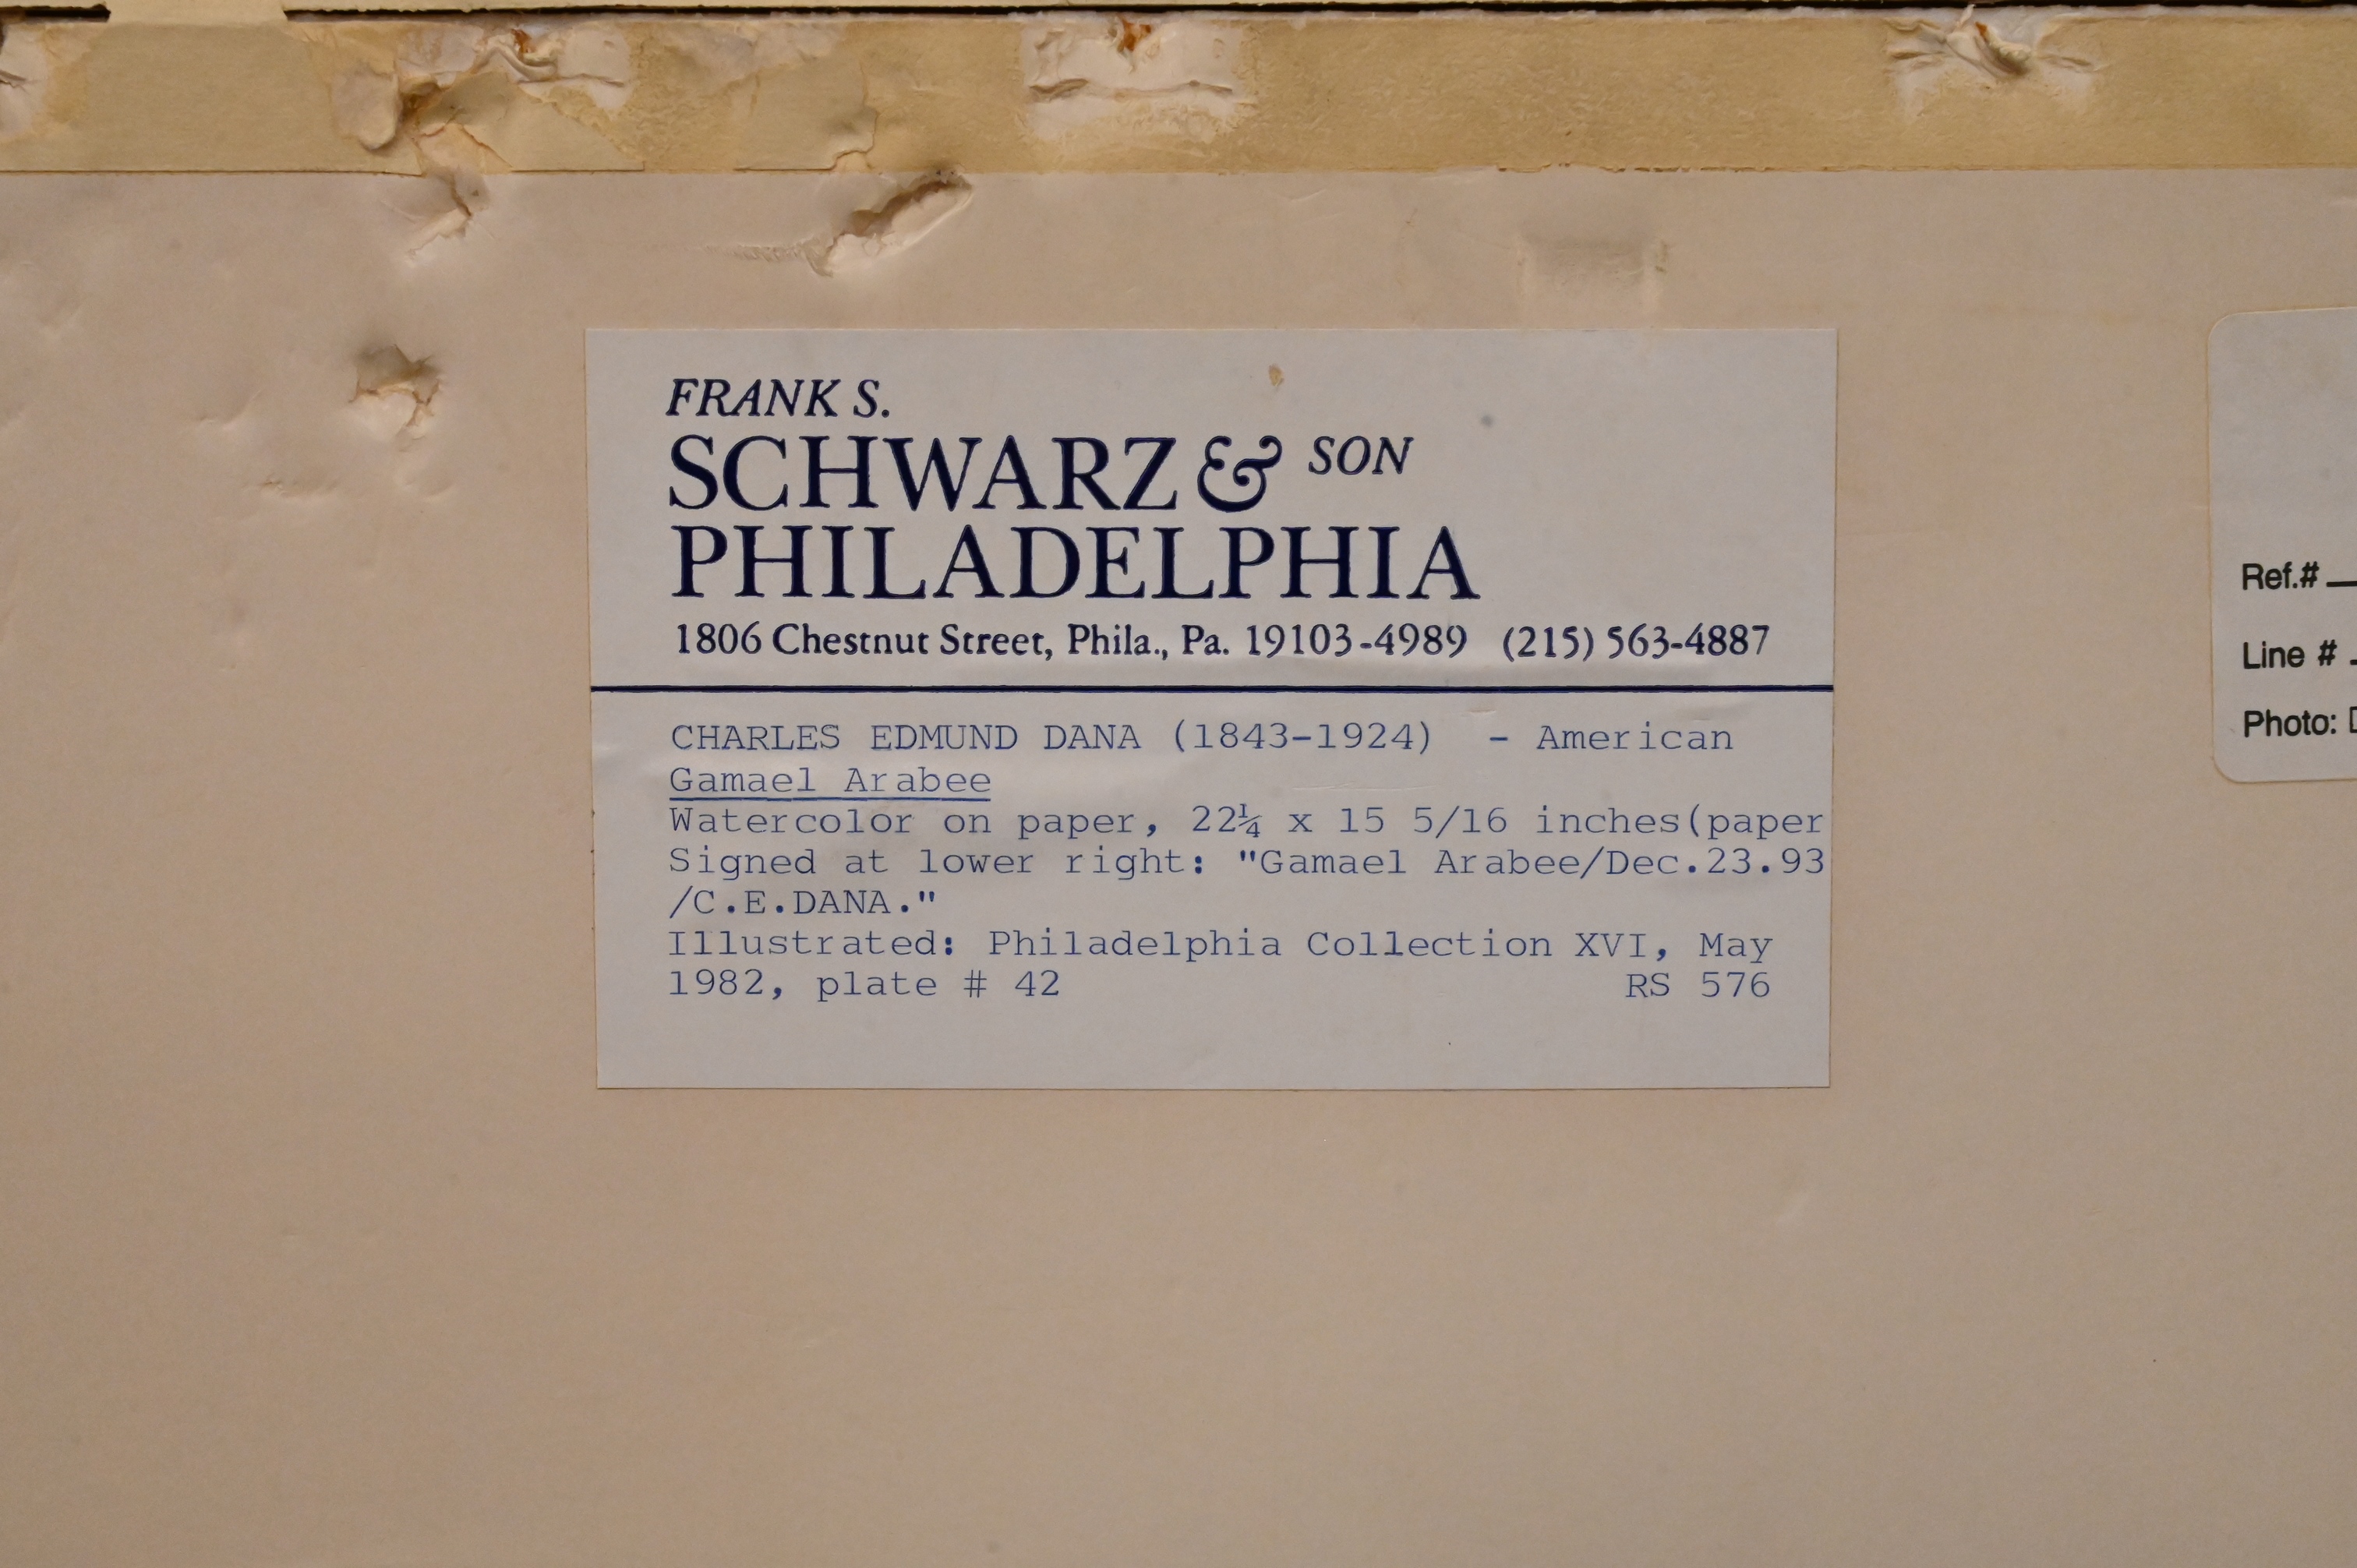 FRANK S.
SCHWARZ & SON
PHILADELPHIA
1806 Chestnut Street, Phila., Pa. 19103-4989 (215) 563-4887
CHARLES EDMUND DANA (1843-1924) - American
Gamael Arabee
Watercolor on paper, 22¼ x 15 5/16 inches(paper
Signed at lower right: "Gamael Arabee/Dec.23.93
/C.E.DANA."
Illustrated: Philadelphia Collection XVI, May
1982, plate # 42 RS 576
Ref.#
Line #
Photo: